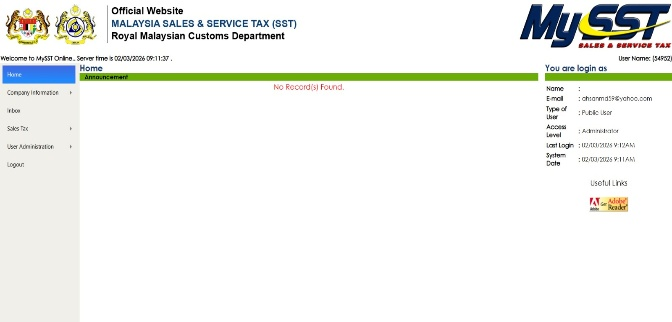 Official Website
MALAYSIA SALES & SERVICE TAX (SST)
Royal Malaysian Customs Department
MySST
SALES & SERVICE TAX
Welcome to MySST Online.. Server time is 02/03/2026 09:11:37 .
User Name: (54952)
Home
Company Information
Inbox
Sales Tax
User Administration
Logout
Home
Announcement
No Record(s) Found.
You are login as
Name :
E-mail : ahsanmd59@yahoo.com
Type of User : Public User
Access Level : Administrator
Last Login : 02/03/2026 9:12AM
System Date : 02/03/2026 9:11AM
Useful Links
Adobe
Get Adobe Reader